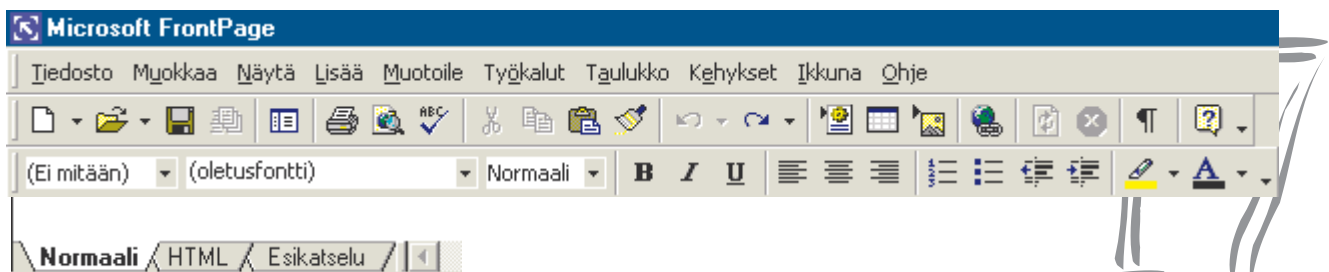 Microsoft FrontPage
Tiedosto Muokkaa Näytä Lisää Muotoile Työkalut Taulukko Kehykset Ikkuna Ohje
ABC
(Ei mitään) (oletusfontti) Normaali B I U A
Normaali HTML Esikatselu